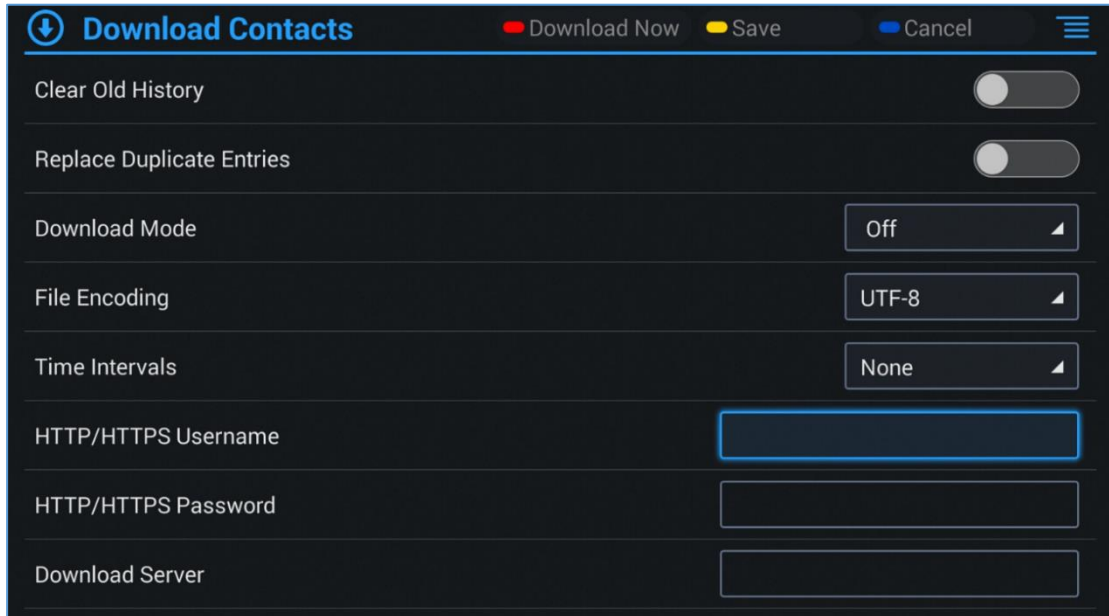 Download Contacts Download Now Save Cancel
Clear Old History
Replace Duplicate Entries
Download Mode Off
File Encoding UTF-8
Time Intervals None
HTTP/HTTPS Username
HTTP/HTTPS Password
Download Server